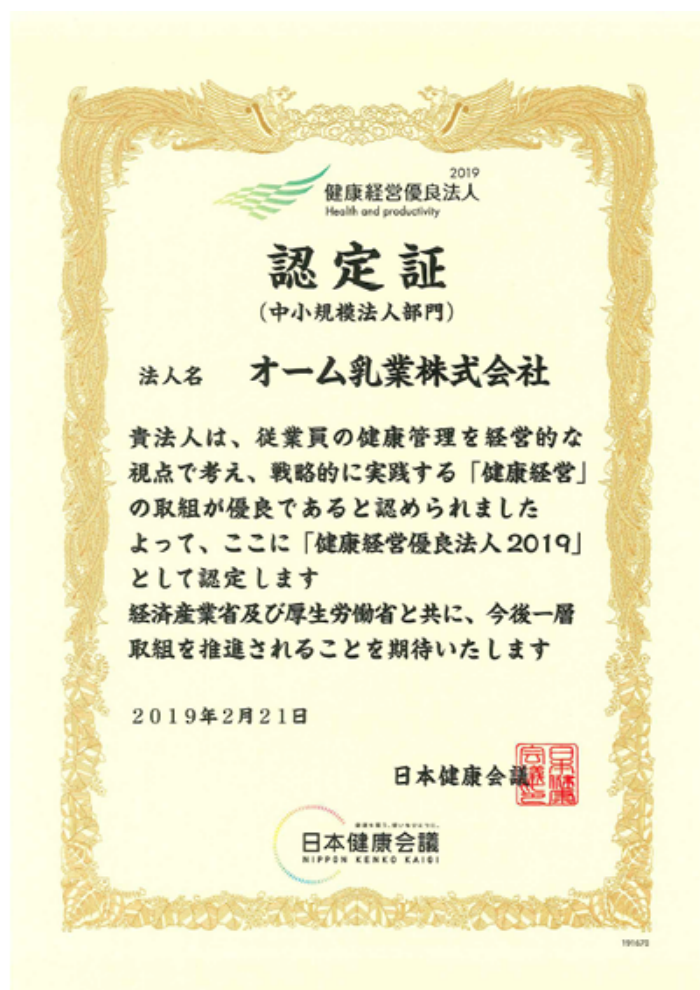 2019
健康経営優良法人
Health and productivity
認定証
（中小規模法人部門）
法人名 オーム乳業株式会社
貴法人は、従業員の健康管理を経営的な
視点で考え、戦略的に実践する「健康経営」
の取組が優良であると認められました
よって、ここに「健康経営優良法人2019」
として認定します
経済産業省及び厚生労働省と共に、今後一層
取組を推進されることを期待いたします
2019年2月21日
日本健康会議
日本健康会議
NIPPON KENKO KAIGI
191670